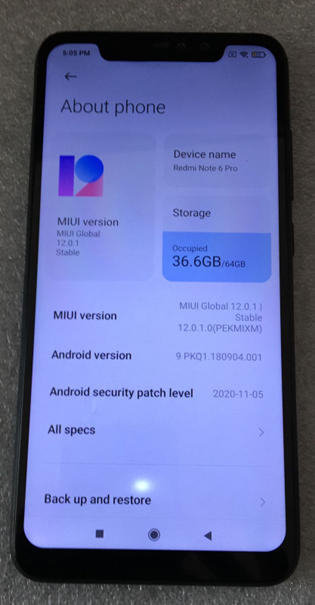 5:05 PM
About phone
Device name
Redmi Note 6 Pro
MIUI version
MIUI Global
12.0.1
Stable
Storage
Occupied
36.6GB/64GB
MIUI version
MIUI Global 12.0.1 |
Stable
12.0.1.0(PEKMIXM)
Android version
9 PKQ1.180904.001
Android security patch level
2020-11-05
All specs
Back up and restore